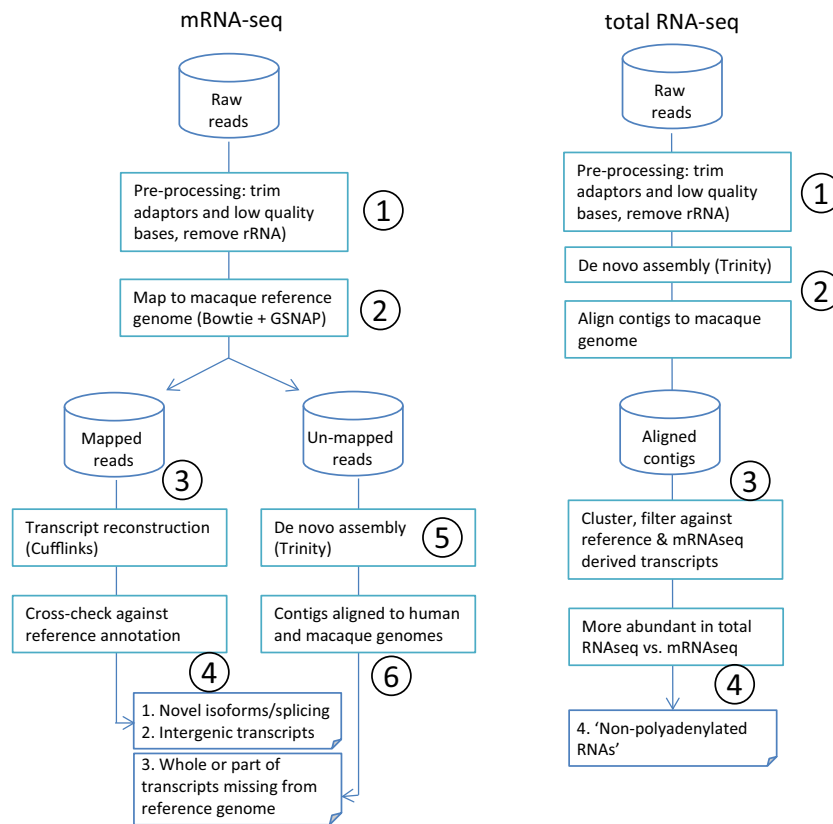 mRNA-seq
Raw
reads
Pre-processing: trim
adaptors and low quality
bases, remove rRNA)
1
Map to macaque reference
genome (Bowtie + GSNAP)
2
Mapped
reads
3
Un-mapped
reads
Transcript reconstruction
(Cufflinks)
De novo assembly
(Trinity)
5
Cross-check against
reference annotation
4
Contigs aligned to human
and macaque genomes
6
1. Novel isoforms/splicing
2. Intergenic transcripts
3. Whole or part of
transcripts missing from
reference genome
total RNA-seq
Raw
reads
Pre-processing: trim
adaptors and low quality
bases, remove rRNA)
1
De novo assembly (Trinity)
2
Align contigs to macaque
genome
Aligned
contigs
3
Cluster, filter against
reference & mRNAseq
derived transcripts
More abundant in total
RNAseq vs. mRNAseq
4
4. ‘Non-polyadenylated
RNAs’